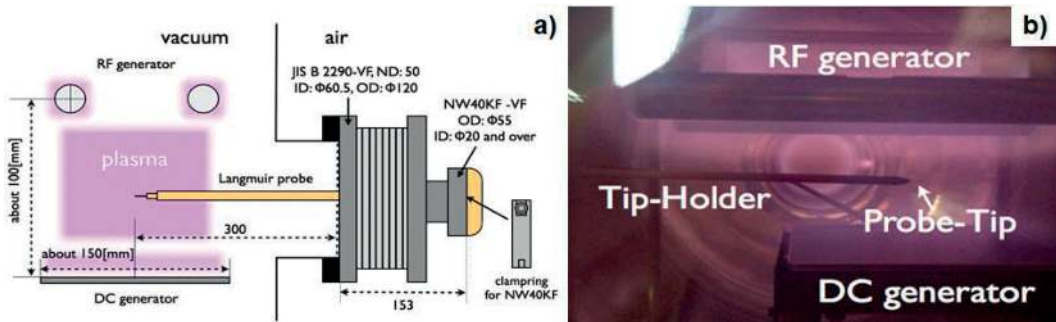 vacuum
air
a)
RF generator
JIS B 2290-VF, ND: 50
ID: Φ60.5, OD: Φ120
NW40KF -VF
OD: Φ55
ID: Φ20 and over
plasma
about 100[mm]
Langmuir probe
300
about 150[mm]
DC generator
153
clampring
for NW40KF
b)
RF generator
Tip-Holder
Probe-Tip
DC generator